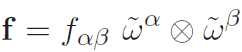 𝐟 = f_{αβ} ω̃^α ⊗ ω̃^β